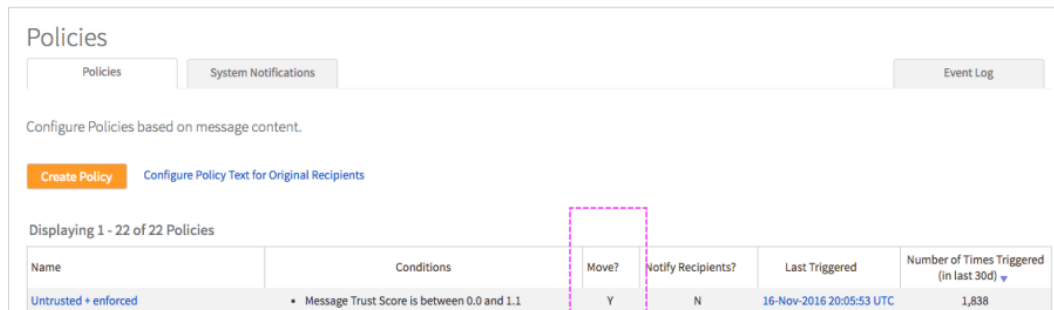 Policies
Policies System Notifications Event Log
Configure Policies based on message content.
Create Policy Configure Policy Text for Original Recipients
Displaying 1 - 22 of 22 Policies
Name Conditions Move? Notify Recipients? Last Triggered Number of Times Triggered
(in last 30d)
Untrusted + enforced • Message Trust Score is between 0.0 and 1.1 Y N 16-Nov-2016 20:05:53 UTC 1,838